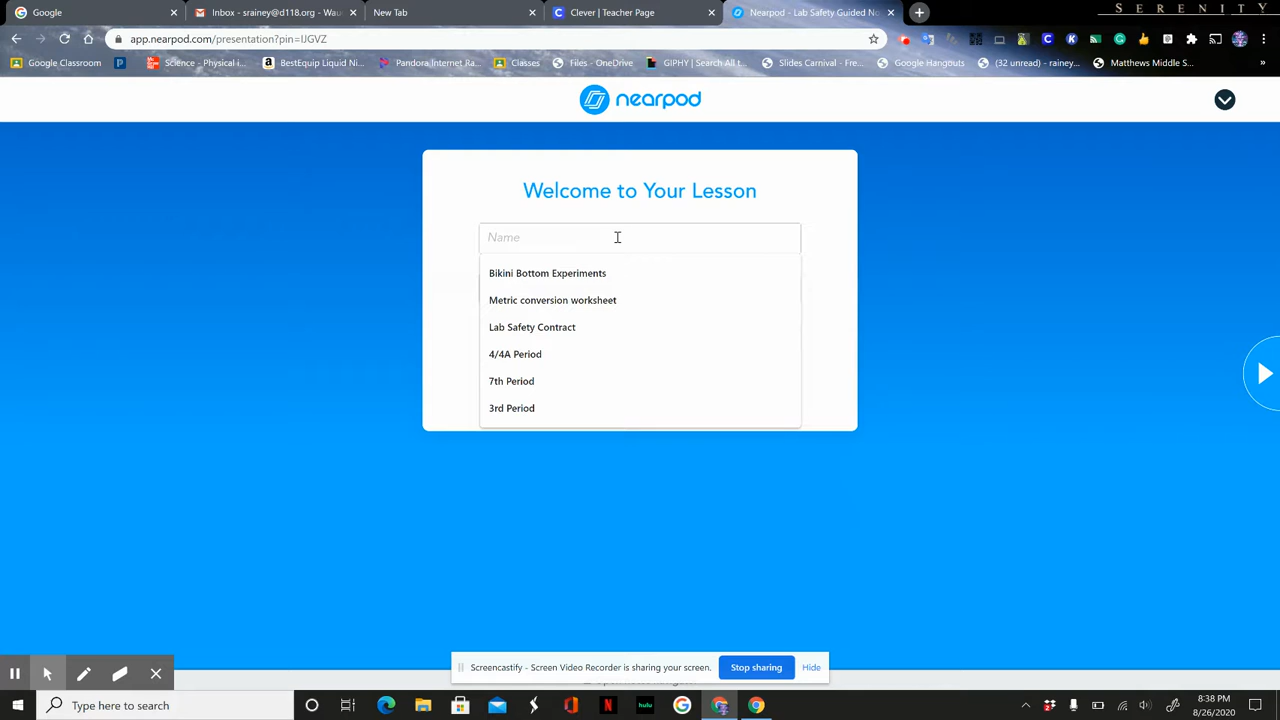 Google
Inbox - srainey@d118.org - Wau
New Tab
Clever | Teacher Page
Nearpod - Lab Safety Guided No
SERENITY
app.nearpod.com/presentation?pin=IJGVZ
Google Classroom
Science - Physical i...
BestEquip Liquid Ni...
Pandora Internet Ra...
Classes
Files - OneDrive
GIPHY | Search All t...
Slides Carnival - Fre...
Google Hangouts
(32 unread) - rainey...
Matthews Middle S...
»
nearpod
Welcome to Your Lesson
Name
Bikini Bottom Experiments
Metric conversion worksheet
Lab Safety Contract
4/4A Period
7th Period
3rd Period
Screencastify - Screen Video Recorder is sharing your screen.
Stop sharing
Hide
Type here to search
hulu
8:38 PM
8/26/2020